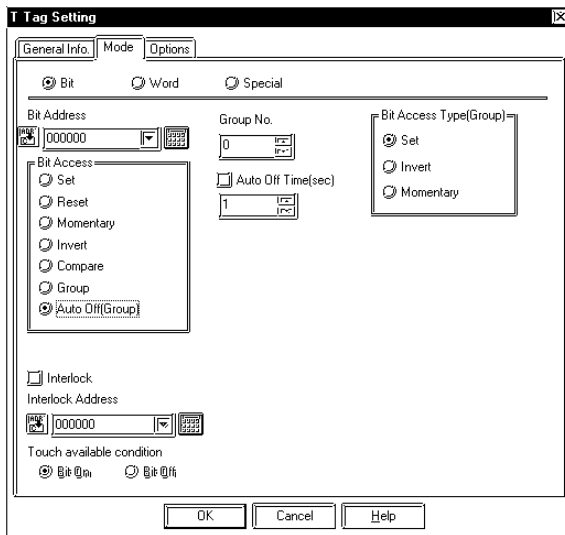 T Tag Setting
General Info. Mode Options
Bit Word Special
Bit Address
000000
Group No.
0
Auto Off Time(sec)
1
Bit Access Type(Group)
Set
Invert
Momentary
Bit Access
Set
Reset
Momentary
Invert
Compare
Group
Auto Off(Group)
Interlock
Interlock Address
000000
Touch available condition
Bit On Bit Off
OK Cancel Help